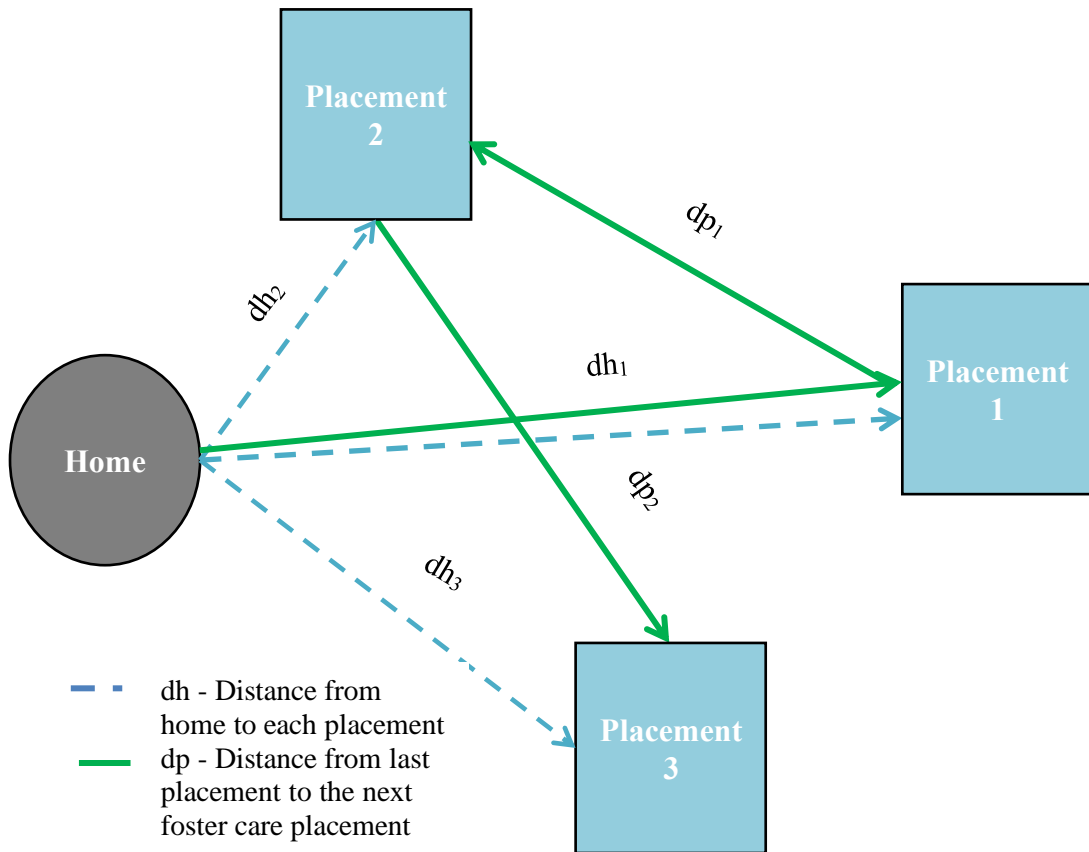 Placement
2
dp₁
dh₂
dh₁
Placement
1
Home
dp₂
dh₃
dh - Distance from
home to each placement
dp - Distance from last
placement to the next
foster care placement
Placement
3